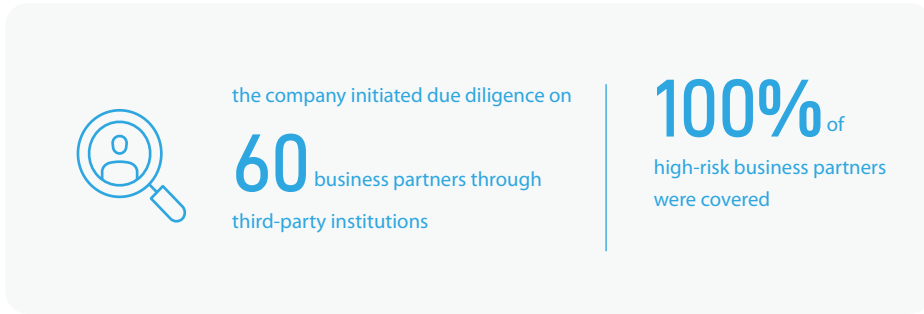 the company initiated due diligence on
60 business partners through
third-party institutions
100% of
high-risk business partners
were covered